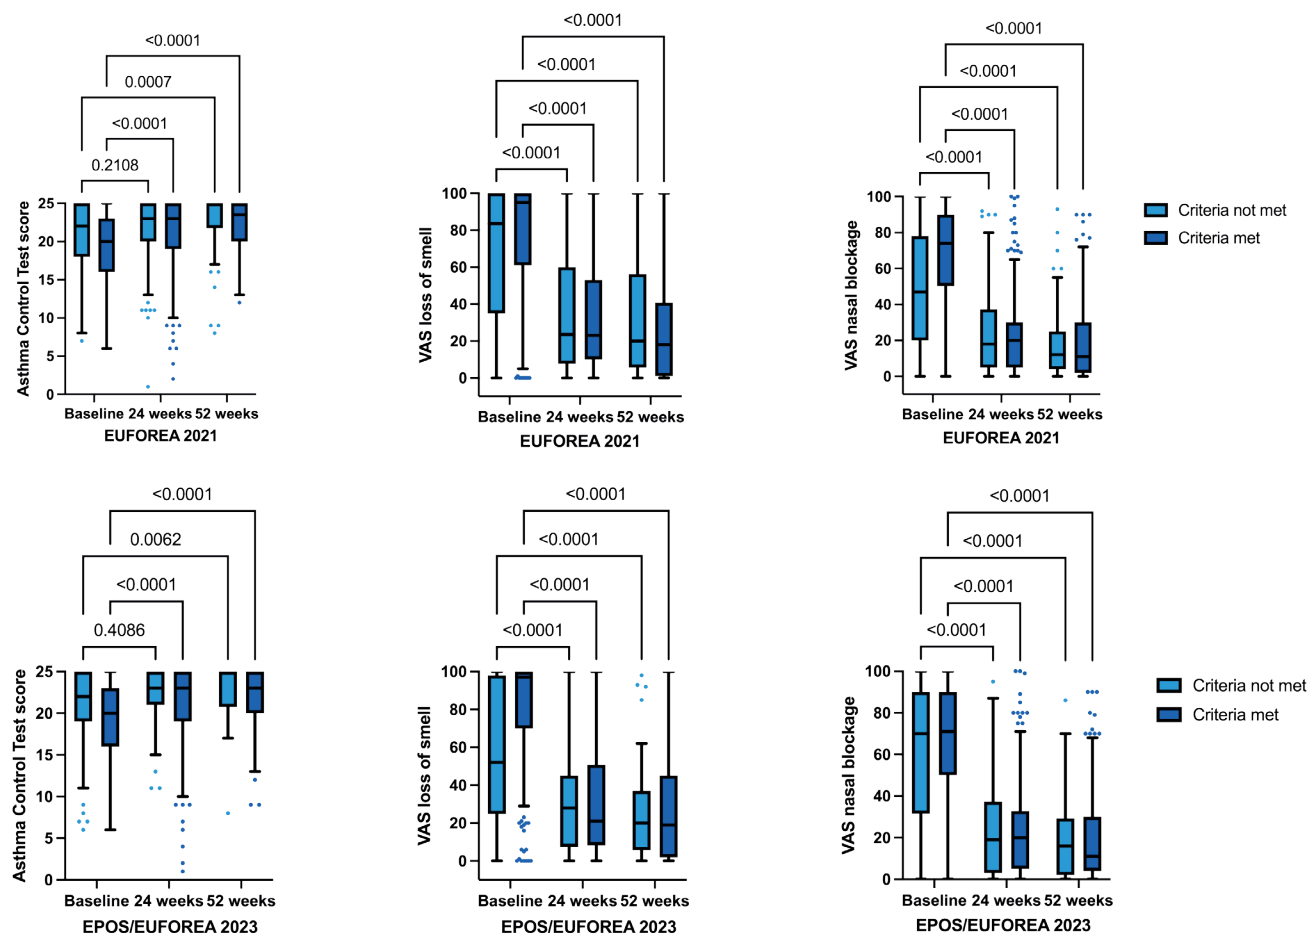 <0.0001
0.0007
<0.0001
0.2108
Asthma Control Test score
25
20
15
10
5
0
Baseline 24 weeks 52 weeks
EUFOREA 2021
<0.0001
<0.0001
<0.0001
<0.0001
VAS loss of smell
100
80
60
40
20
0
Baseline 24 weeks 52 weeks
EUFOREA 2021
<0.0001
<0.0001
<0.0001
<0.0001
VAS nasal blockage
100
80
60
40
20
0
Baseline 24 weeks 52 weeks
EUFOREA 2021
Criteria not met
Criteria met
<0.0001
0.0062
<0.0001
0.4086
Asthma Control Test score
25
20
15
10
5
0
Baseline 24 weeks 52 weeks
EPOS/EUFOREA 2023
<0.0001
<0.0001
<0.0001
<0.0001
VAS loss of smell
100
80
60
40
20
0
Baseline 24 weeks 52 weeks
EPOS/EUFOREA 2023
<0.0001
<0.0001
<0.0001
<0.0001
VAS nasal blockage
100
80
60
40
20
0
Baseline 24 weeks 52 weeks
EPOS/EUFOREA 2023
Criteria not met
Criteria met